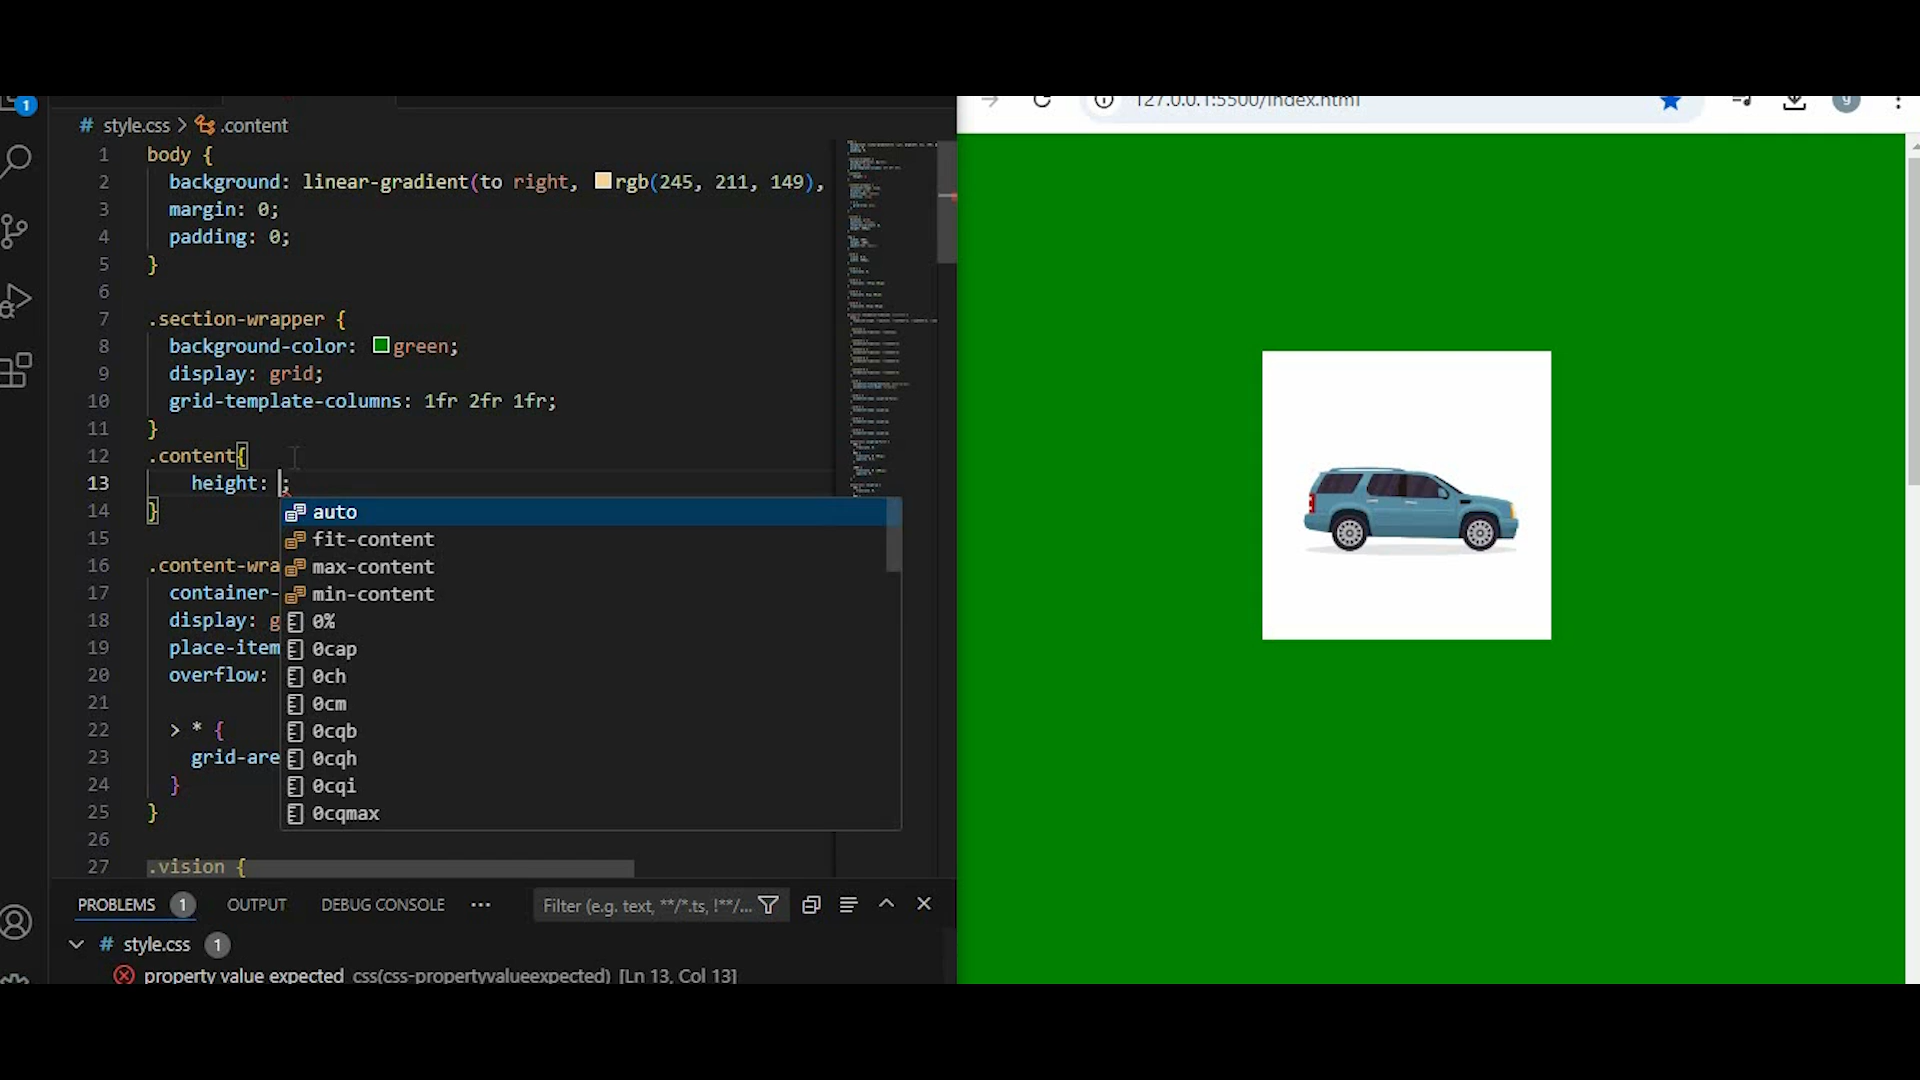 1
127.0.0.1:5500/index.html
g
# style.css > .content
1 body {
2 background: linear-gradient(to right, rgb(245, 211, 149),
3 margin: 0;
4 padding: 0;
5 }
6
7 .section-wrapper {
8 background-color: green;
9 display: grid;
10 grid-template-columns: 1fr 2fr 1fr;
11 }
12 .content{
13 height: ;
14 }
auto
fit-content
15
max-content
16 .content-wra
min-content
17 container-
0%
18 display: g
0cap
19 place-item
0ch
20 overflow:
0cm
21
0cqb
22 > * {
0cqh
23 grid-are
0cqi
24 }
0cqmax
25 }
26
27 .vision {
PROBLEMS 1 OUTPUT DEBUG CONSOLE ... Filter (e.g. text, **/*.ts, !**/...
# style.css 1
property value expected css(css-propertyvalueexpected) [Ln 13, Col 13]